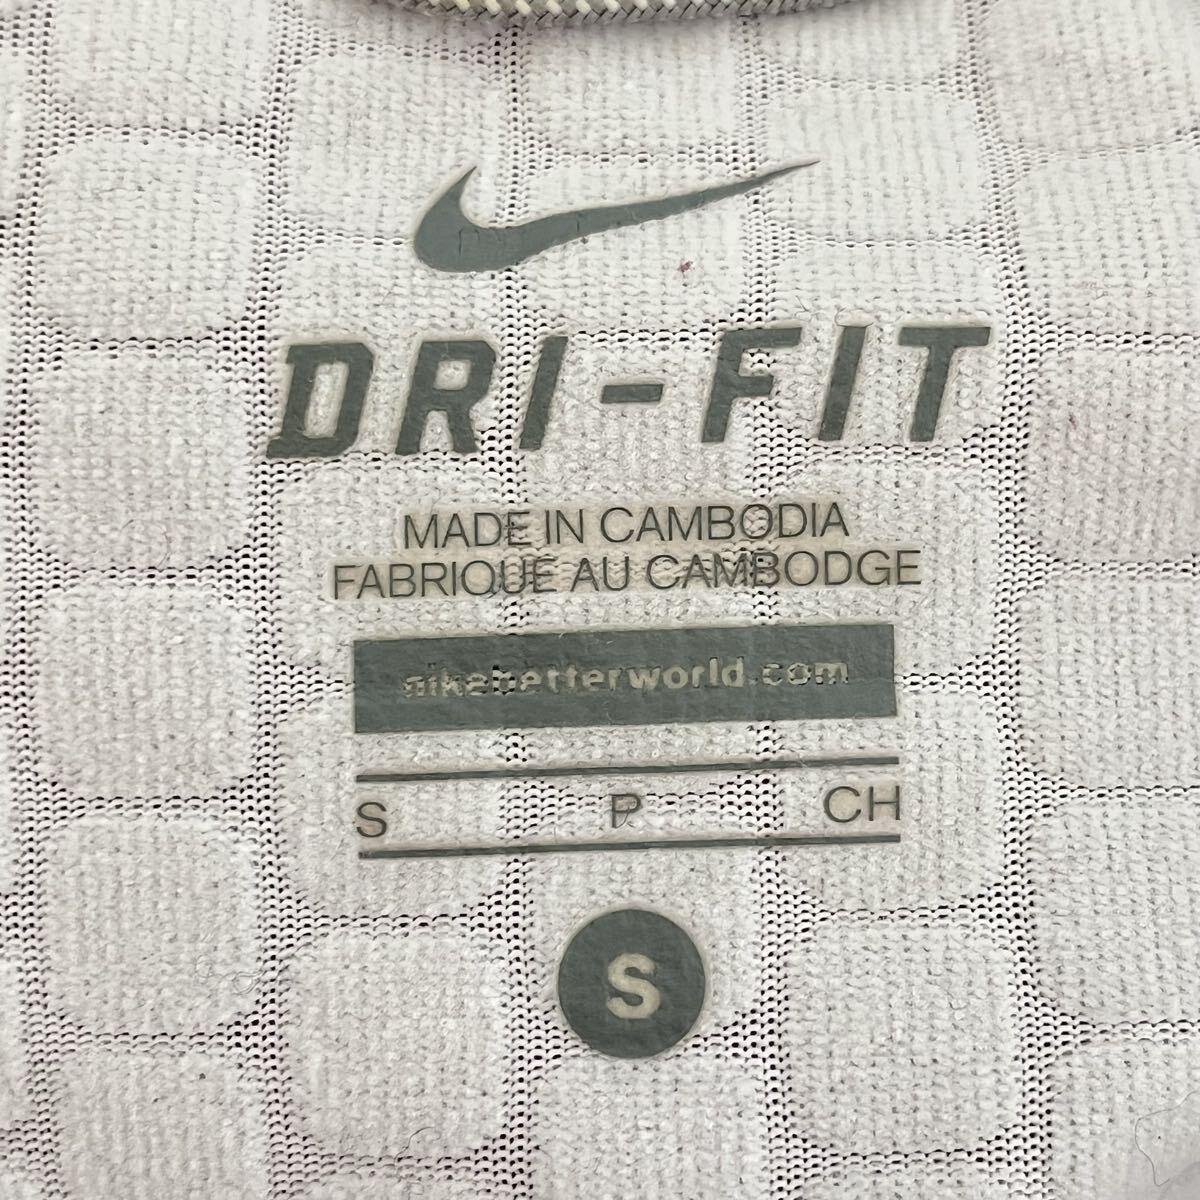 DRI-FIT
MADE IN CAMBODIA
FABRIQUE AU CAMBODGE
nikebetterworld.com
S P CH
S